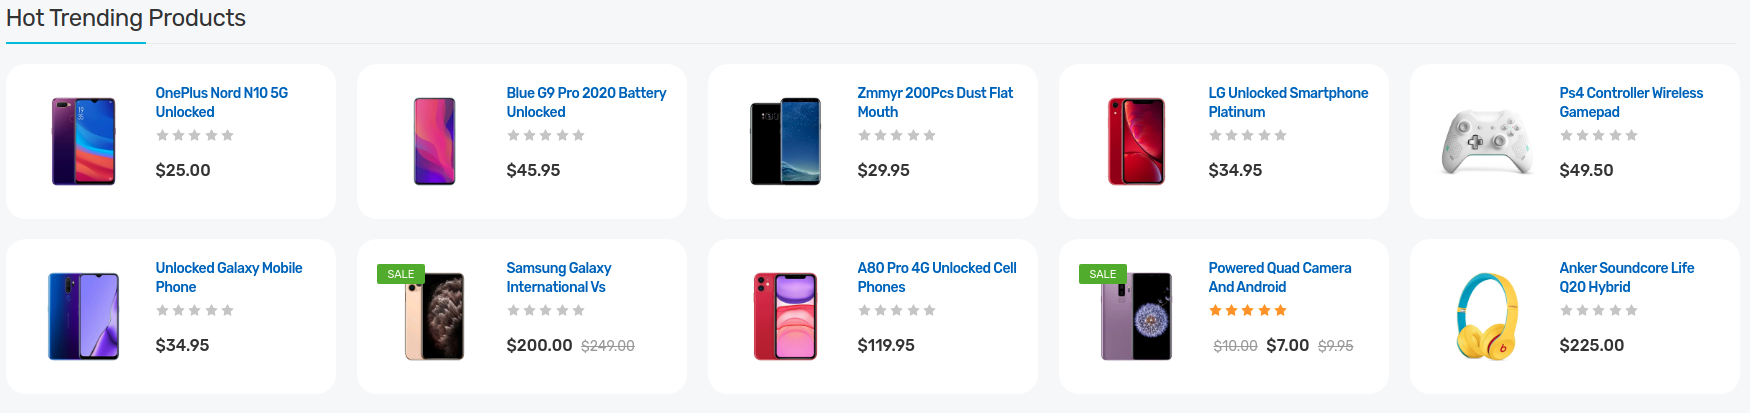 Hot Trending Products
OnePlus Nord N10 5G
Unlocked
$25.00
Blue G9 Pro 2020 Battery
Unlocked
$45.95
Zmmyr 200Pcs Dust Flat
Mouth
$29.95
LG Unlocked Smartphone
Platinum
$34.95
Ps4 Controller Wireless
Gamepad
$49.50
Unlocked Galaxy Mobile
Phone
$34.95
SALE
Samsung Galaxy
International Vs
$200.00 $249.00
A80 Pro 4G Unlocked Cell
Phones
$119.95
SALE
Powered Quad Camera
And Android
$10.00 $7.00 $9.95
Anker Soundcore Life
Q20 Hybrid
$225.00